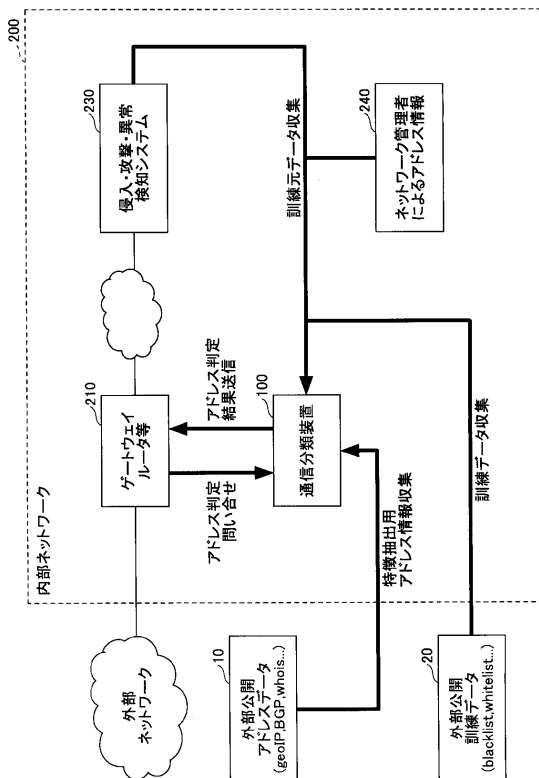 200
内部ネットワーク
外部
ネットワーク
210
ゲートウェイ
ルータ等
230
侵入・攻撃・異常
検知システム
アドレス判定
問い合せ
アドレス判定
結果送信
100
通信分類装置
訓練元データ収集
240
ネットワーク管理者
によるアドレス情報
10
外部公開
アドレスデータ
(geoIP,BGP,whois...)
特徴抽出用
アドレス情報収集
20
外部公開
訓練データ
(blacklist,whitelist...)
訓練データ収集